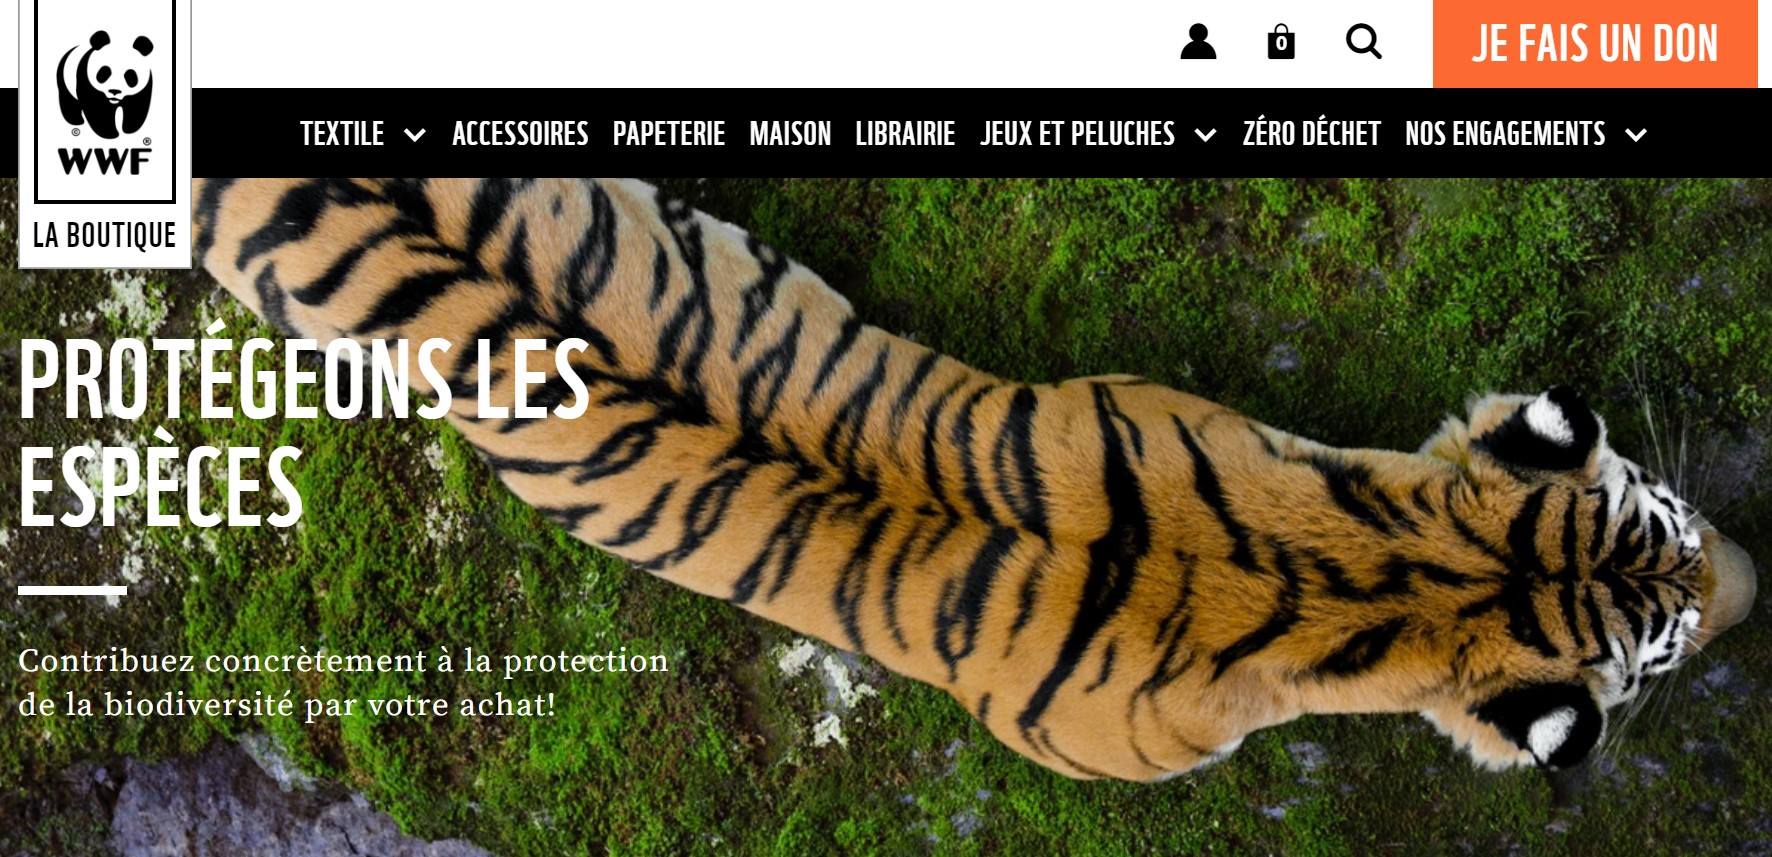 WWF
LA BOUTIQUE
0
JE FAIS UN DON
TEXTILE ACCESSOIRES PAPETERIE MAISON LIBRAIRIE JEUX ET PELUCHES ZÉRO DÉCHET NOS ENGAGEMENTS
PROTÉGEONS LES
ESPÈCES
Contribuez concrètement à la protection
de la biodiversité par votre achat!